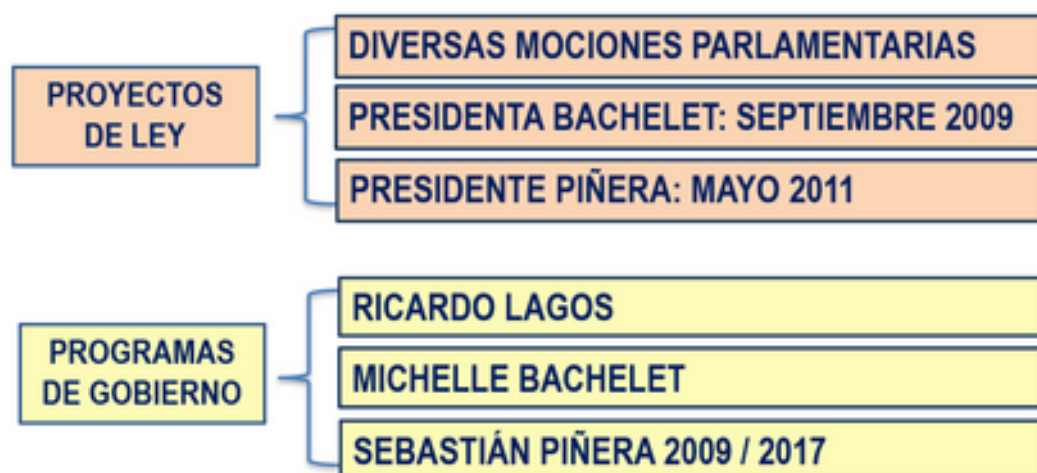 PROYECTOS
DE LEY
DIVERSAS MOCIONES PARLAMENTARIAS
PRESIDENTA BACHELET: SEPTIEMBRE 2009
PRESIDENTE PIÑERA: MAYO 2011
PROGRAMAS
DE GOBIERNO
RICARDO LAGOS
MICHELLE BACHELET
SEBASTIÁN PIÑERA 2009 / 2017